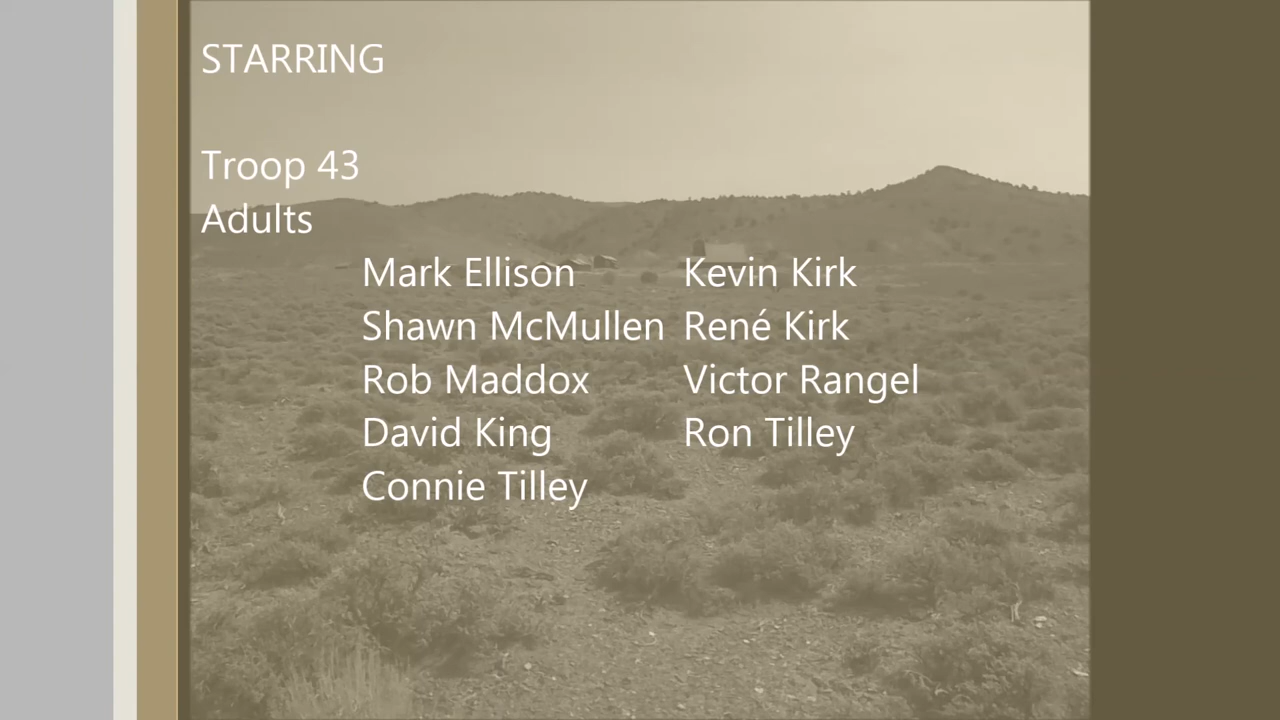 STARRING
Troop 43
Adults
Mark Ellison Kevin Kirk
Shawn McMullen René Kirk
Rob Maddox Victor Rangel
David King Ron Tilley
Connie Tilley